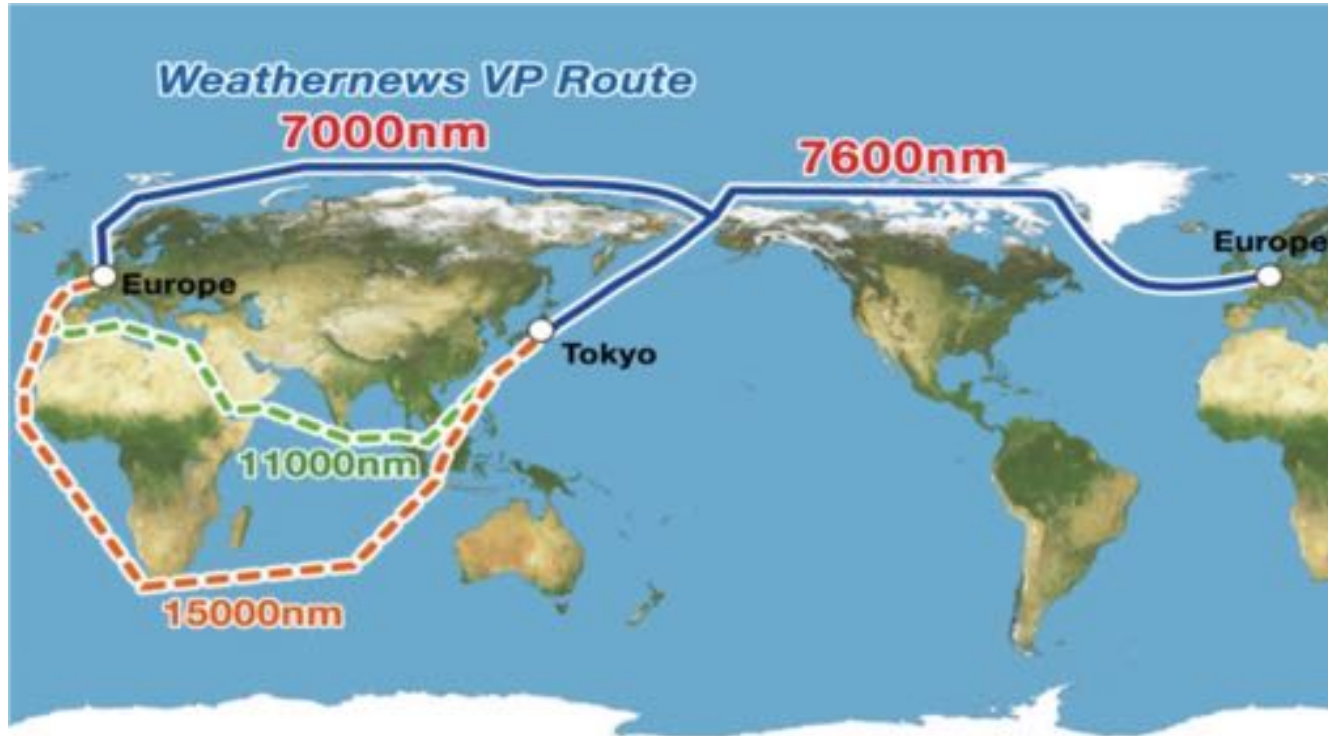 Weathernews VP Route
7000nm
7600nm
Europe
Europe
Tokyo
11000nm
15000nm